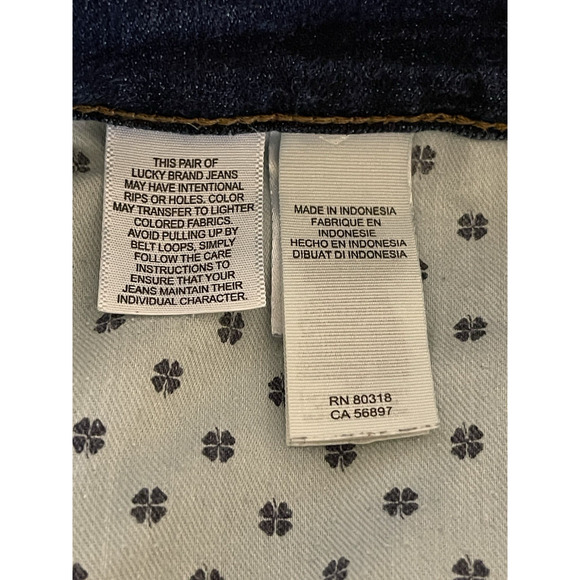 THIS PAIR OF
LUCKY BRAND JEANS
MAY HAVE INTENTIONAL
RIPS OR HOLES. COLOR
MAY TRANSFER TO LIGHTER
COLORED FABRICS.
AVOID PULLING UP BY
BELT LOOPS, SIMPLY
FOLLOW THE CARE
INSTRUCTIONS TO
ENSURE THAT YOUR
JEANS MAINTAIN THEIR
INDIVIDUAL CHARACTER.
MADE IN INDONESIA
FABRIQUE EN
INDONESIE
HECHO EN INDONESIA
DIBUAT DI INDONESIA
RN 80318
CA 56897